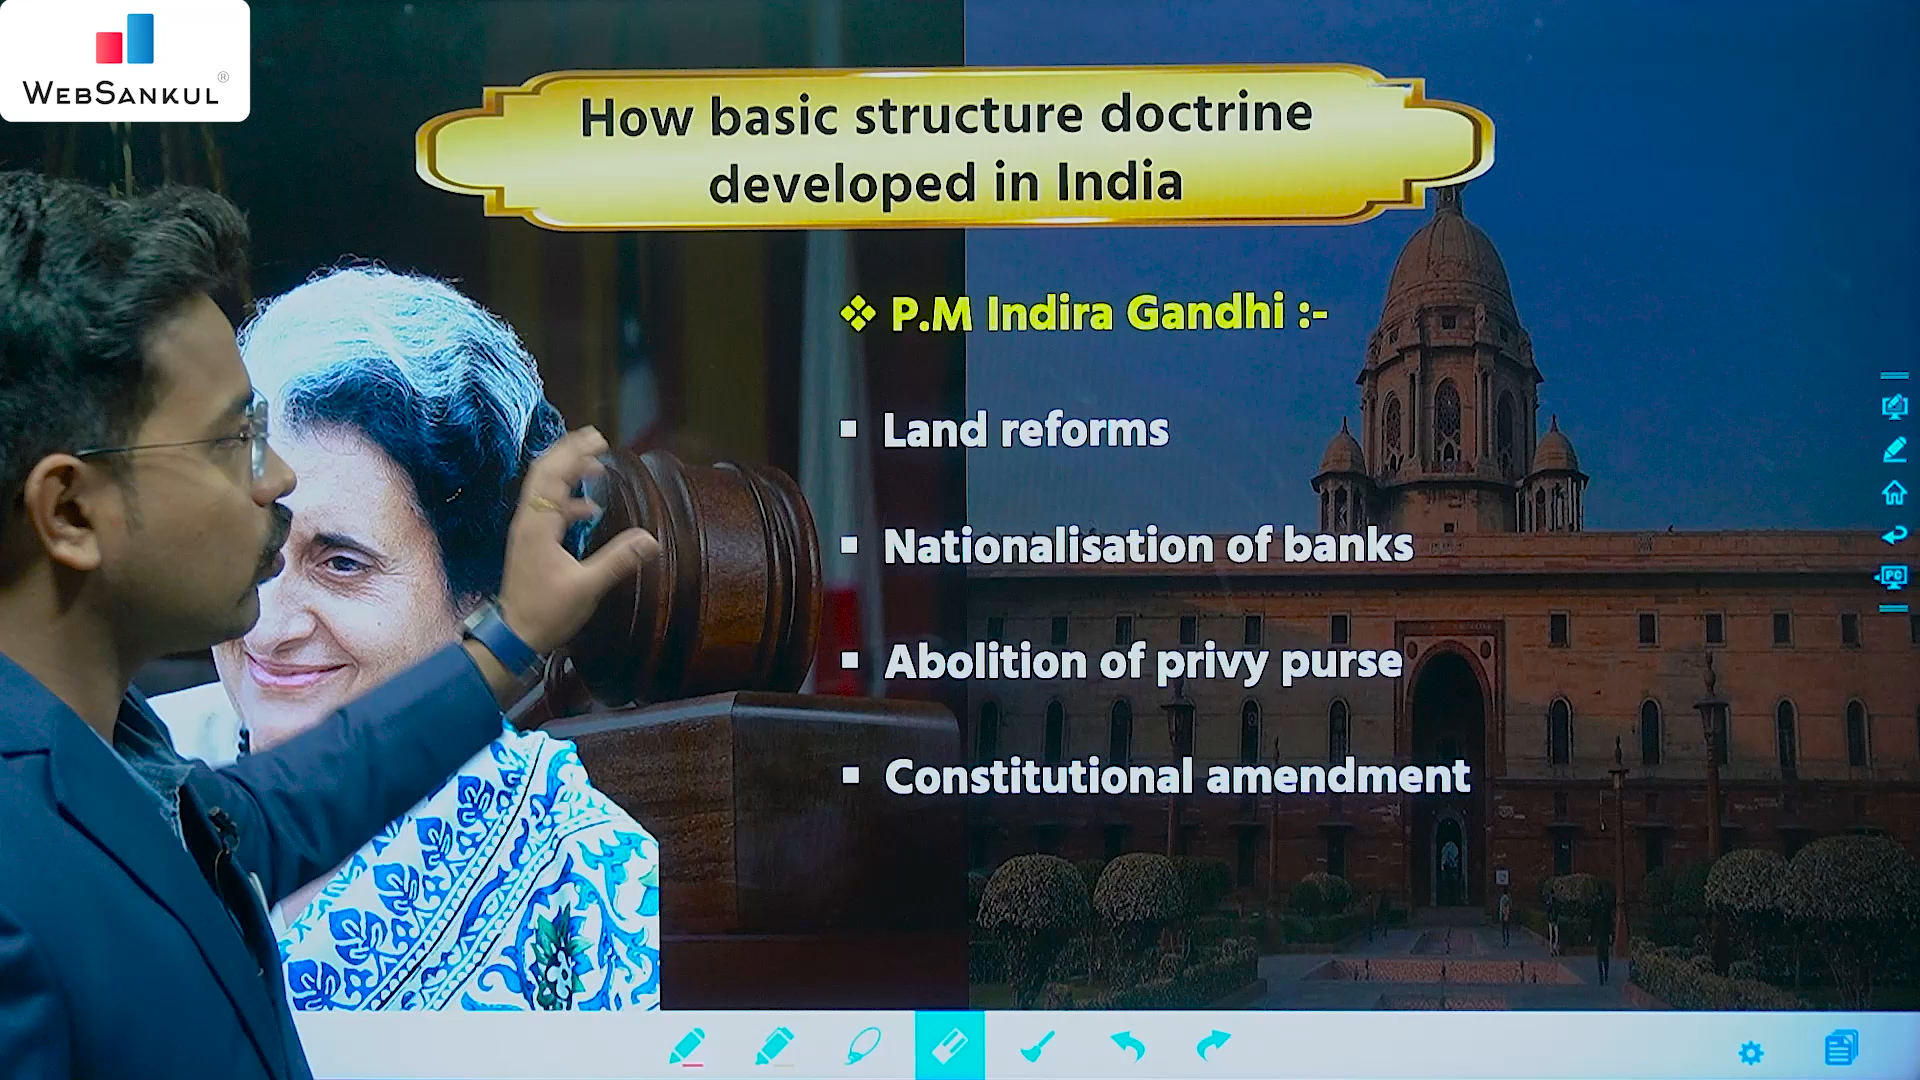 WEBSANKUL®
How basic structure doctrine
developed in India
❖ P.M Indira Gandhi :-
▪ Land reforms
▪ Nationalisation of banks
▪ Abolition of privy purse
▪ Constitutional amendment
PC